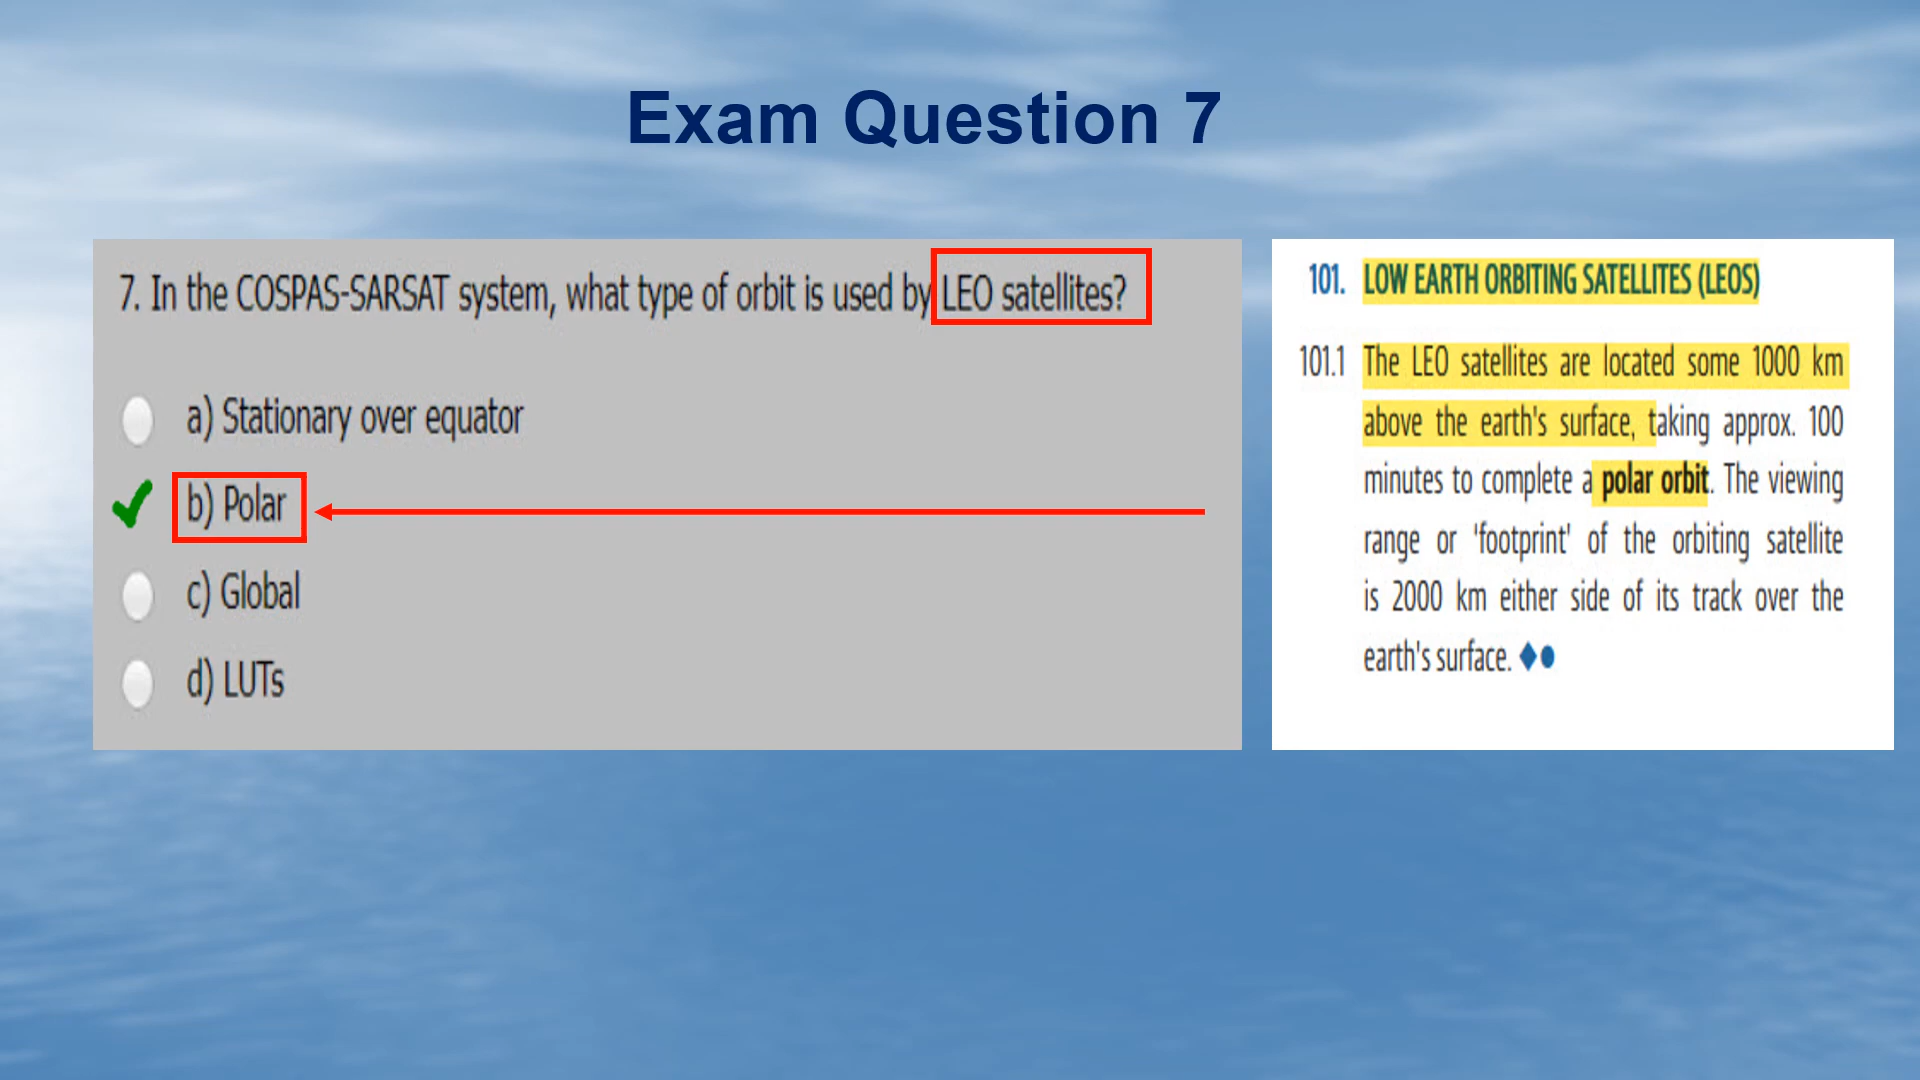 Exam Question 7
7. In the COSPAS-SARSAT system, what type of orbit is used by LEO satellites?
a) Stationary over equator
b) Polar
c) Global
d) LUTs
101. LOW EARTH ORBITING SATELLITES (LEOS)
101.1 The LEO satellites are located some 1000 km
above the earth's surface, taking approx. 100
minutes to complete a polar orbit. The viewing
range or 'footprint' of the orbiting satellite
is 2000 km either side of its track over the
earth's surface.